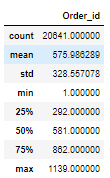 Order_id
count 20641.000000
mean 575.986289
std 328.557078
min 1.000000
25% 292.000000
50% 581.000000
75% 862.000000
max 1139.000000